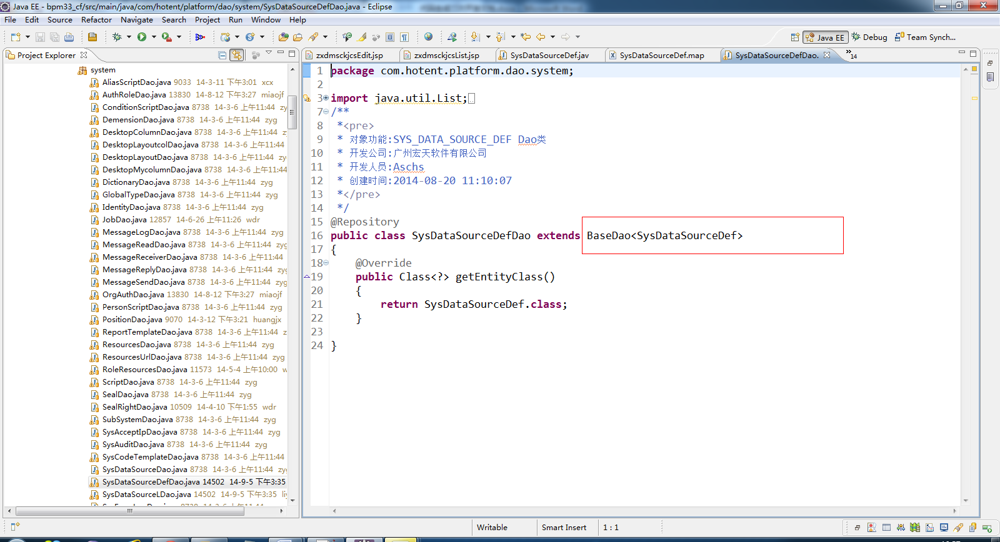 Java EE - bpm33_cf/src/main/java/com/hotent/platform/dao/system/SysDataSourceDefDao.java - Eclipse
File Edit Source Refactor Navigate Search Project Run Window Help
Java EE Debug Team Synch...
Project Explorer
zxdmsckjcsEdit.jsp zxdmsckjcsList.jsp SysDataSourceDef.jav SysDataSourceDef.map SysDataSourceDefDao. »14
system
AliasScriptDao.java 9033 14-3-11 下午3:01 xcx
AuthRoleDao.java 13830 14-8-12 下午3:27 miaojf
ConditionScriptDao.java 8738 14-3-6 上午11:44 zy
DemensionDao.java 8738 14-3-6 上午11:44 zyg
DesktopColumnDao.java 8738 14-3-6 上午11:44 zy
DesktopLayoutcolDao.java 8738 14-3-6 上午11:44
DesktopLayoutDao.java 8738 14-3-6 上午11:44 zy
DesktopMycolumnDao.java 8738 14-3-6 上午11:44
DictionaryDao.java 8738 14-3-6 上午11:44 zyg
GlobalTypeDao.java 8738 14-3-6 上午11:44 zyg
IdentityDao.java 8738 14-3-6 上午11:44 zyg
JobDao.java 12857 14-6-26 上午11:26 wdr
MessageLogDao.java 8738 14-3-6 上午11:44 zyg
MessageReadDao.java 8738 14-3-6 上午11:44 zyg
MessageReceiverDao.java 8738 14-3-6 上午11:44
MessageReplyDao.java 8738 14-3-6 上午11:44 zyg
MessageSendDao.java 8738 14-3-6 上午11:44 zyg
OrgAuthDao.java 13830 14-8-12 下午3:27 miaojf
PersonScriptDao.java 8738 14-3-6 上午11:44 zyg
PositionDao.java 9070 14-3-12 下午3:21 huangjx
ReportTemplateDao.java 8738 14-3-6 上午11:44 z
ResourcesDao.java 8738 14-3-6 上午11:44 zyg
ResourcesUrlDao.java 8738 14-3-6 上午11:44 zyg
RoleResourcesDao.java 11573 14-5-4 上午10:00 w
ScriptDao.java 8738 14-3-6 上午11:44 zyg
SealDao.java 8738 14-3-6 上午11:44 zyg
SealRightDao.java 10509 14-4-10 下午1:55 wdr
SubSystemDao.java 8738 14-3-6 上午11:44 zyg
SysAcceptIpDao.java 8738 14-3-6 上午11:44 zyg
SysAuditDao.java 8738 14-3-6 上午11:44 zyg
SysCodeTemplateDao.java 8738 14-3-6 上午11:44
SysDataSourceDao.java 8738 14-3-6 上午11:44 zy
SysDataSourceDefDao.java 14502 14-9-5 下午3:35
SysDataSourceLDao.java 14502 14-9-5 下午3:35 liy
1 package com.hotent.platform.dao.system;
2
3 import java.util.List;
7 /**
8 *<pre>
9 * 对象功能:SYS_DATA_SOURCE_DEF Dao类
10 * 开发公司:广州宏天软件有限公司
11 * 开发人员:Aschs
12 * 创建时间:2014-08-20 11:10:07
13 *</pre>
14 */
15 @Repository
16 public class SysDataSourceDefDao extends BaseDao<SysDataSourceDef>
17 {
18 @Override
19 public Class<?> getEntityClass()
20 {
21 return SysDataSourceDef.class;
22 }
23
24 }
Writable Smart Insert 1 : 1